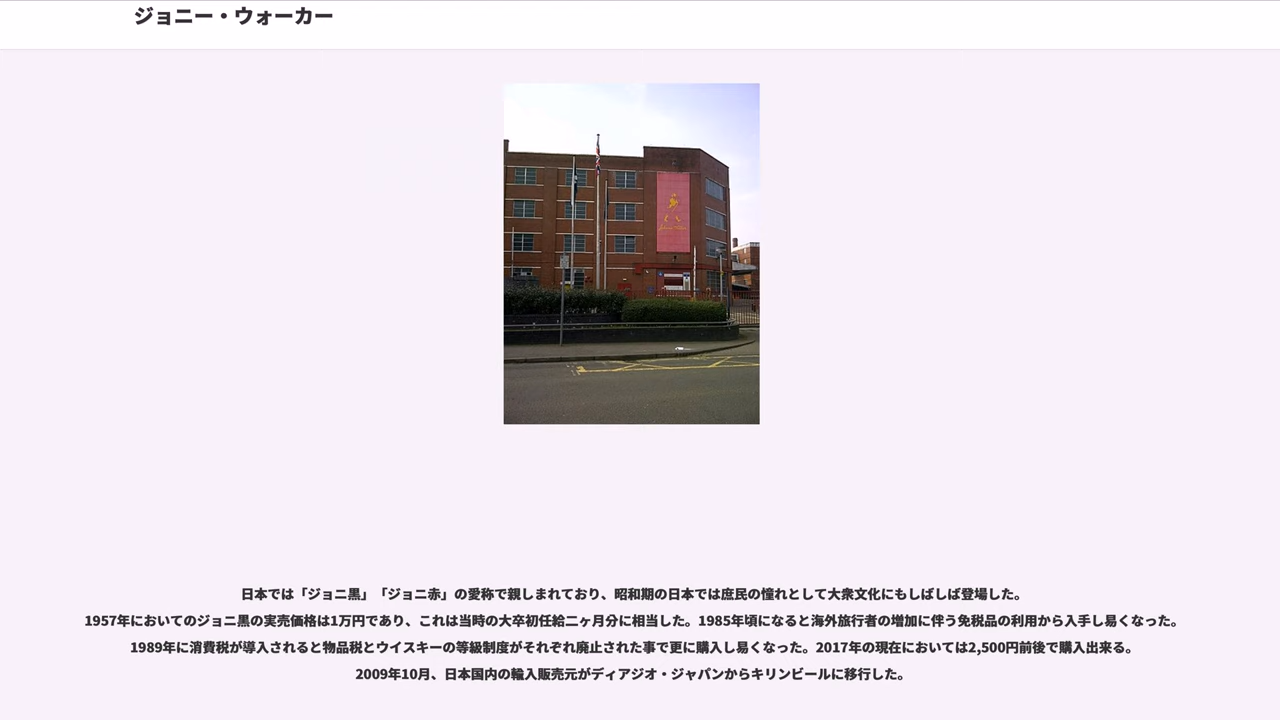 ジョニー・ウォーカー
日本では「ジョニ黒」「ジョニ赤」の愛称で親しまれており、昭和期の日本では庶民の憧れとして大衆文化にもしばしば登場した。
1957年においてのジョニ黒の実売価格は1万円であり、これは当時の大卒初任給二ヶ月分に相当した。1985年頃になると海外旅行者の増加に伴う免税品の利用から入手し易くなった。
1989年に消費税が導入されると物品税とウイスキーの等級制度がそれぞれ廃止された事で更に購入し易くなった。2017年の現在においては2,500円前後で購入出来る。
2009年10月、日本国内の輸入販売元がディアジオ・ジャパンからキリンビールに移行した。